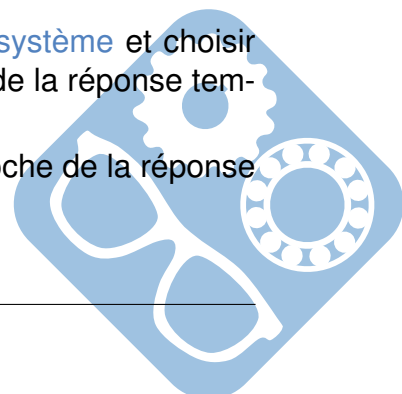 système et choisir
de la réponse tem-
oche de la réponse